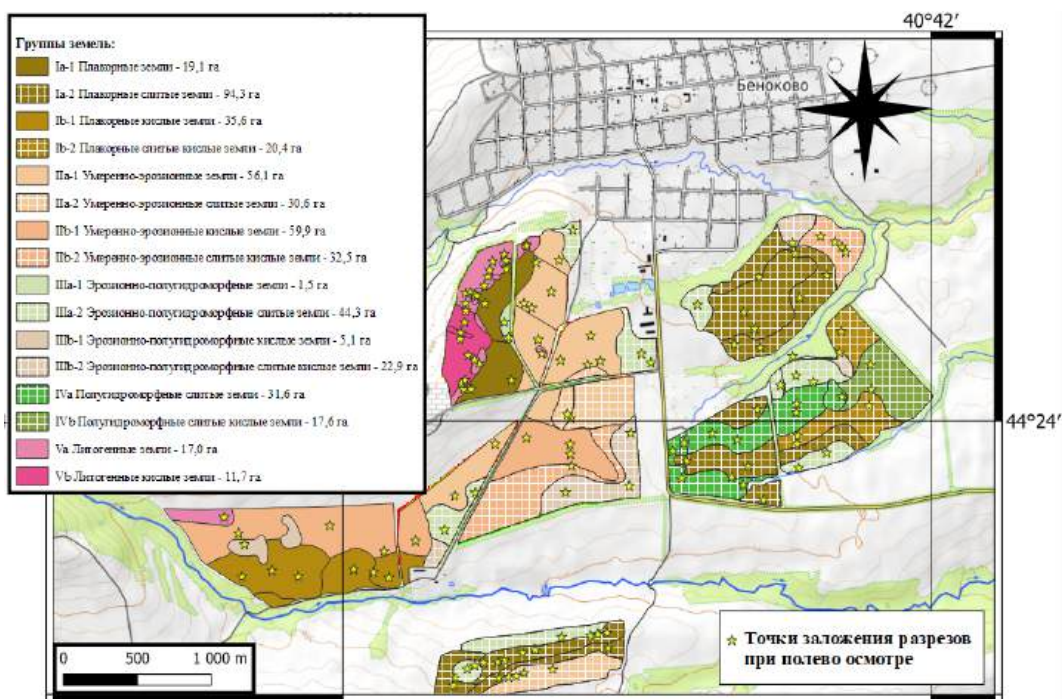 40°42′
Группы земель:
Ia-1 Плакорные земли - 19,1 га
Ia-2 Плакорные слитые земли - 94,3 га
Ib-1 Плакорные кислые земли - 35,6 га
Ib-2 Плакорные слитые кислые земли - 20,4 га
IIa-1 Умеренно-эрозионные земли - 56,1 га
IIa-2 Умеренно-эрозионные слитые земли - 30,6 га
IIb-1 Умеренно-эрозионные кислые земли - 59,9 га
IIb-2 Умеренно-эрозионные слитые кислые земли - 32,5 га
IIIa-1 Эрозионно-полугидроморфные земли - 1,5 га
IIIa-2 Эрозионно-полугидроморфные слитые земли - 44,3 га
IIIb-1 Эрозионно-полугидроморфные кислые земли - 5,1 га
IIIb-2 Эрозионно-полугидроморфные слитые кислые земли - 22,9 га
IVa Полугидроморфные слитые земли - 31,6 га
IVb Полугидроморфные слитые кислые земли - 17,6 га
Va Литогенные земли - 17,0 га
Vb Литогенные кислые земли - 11,7 га
Беноково
44°24′
Точки заложения разрезов
при полево осмотре
0 500 1 000 m